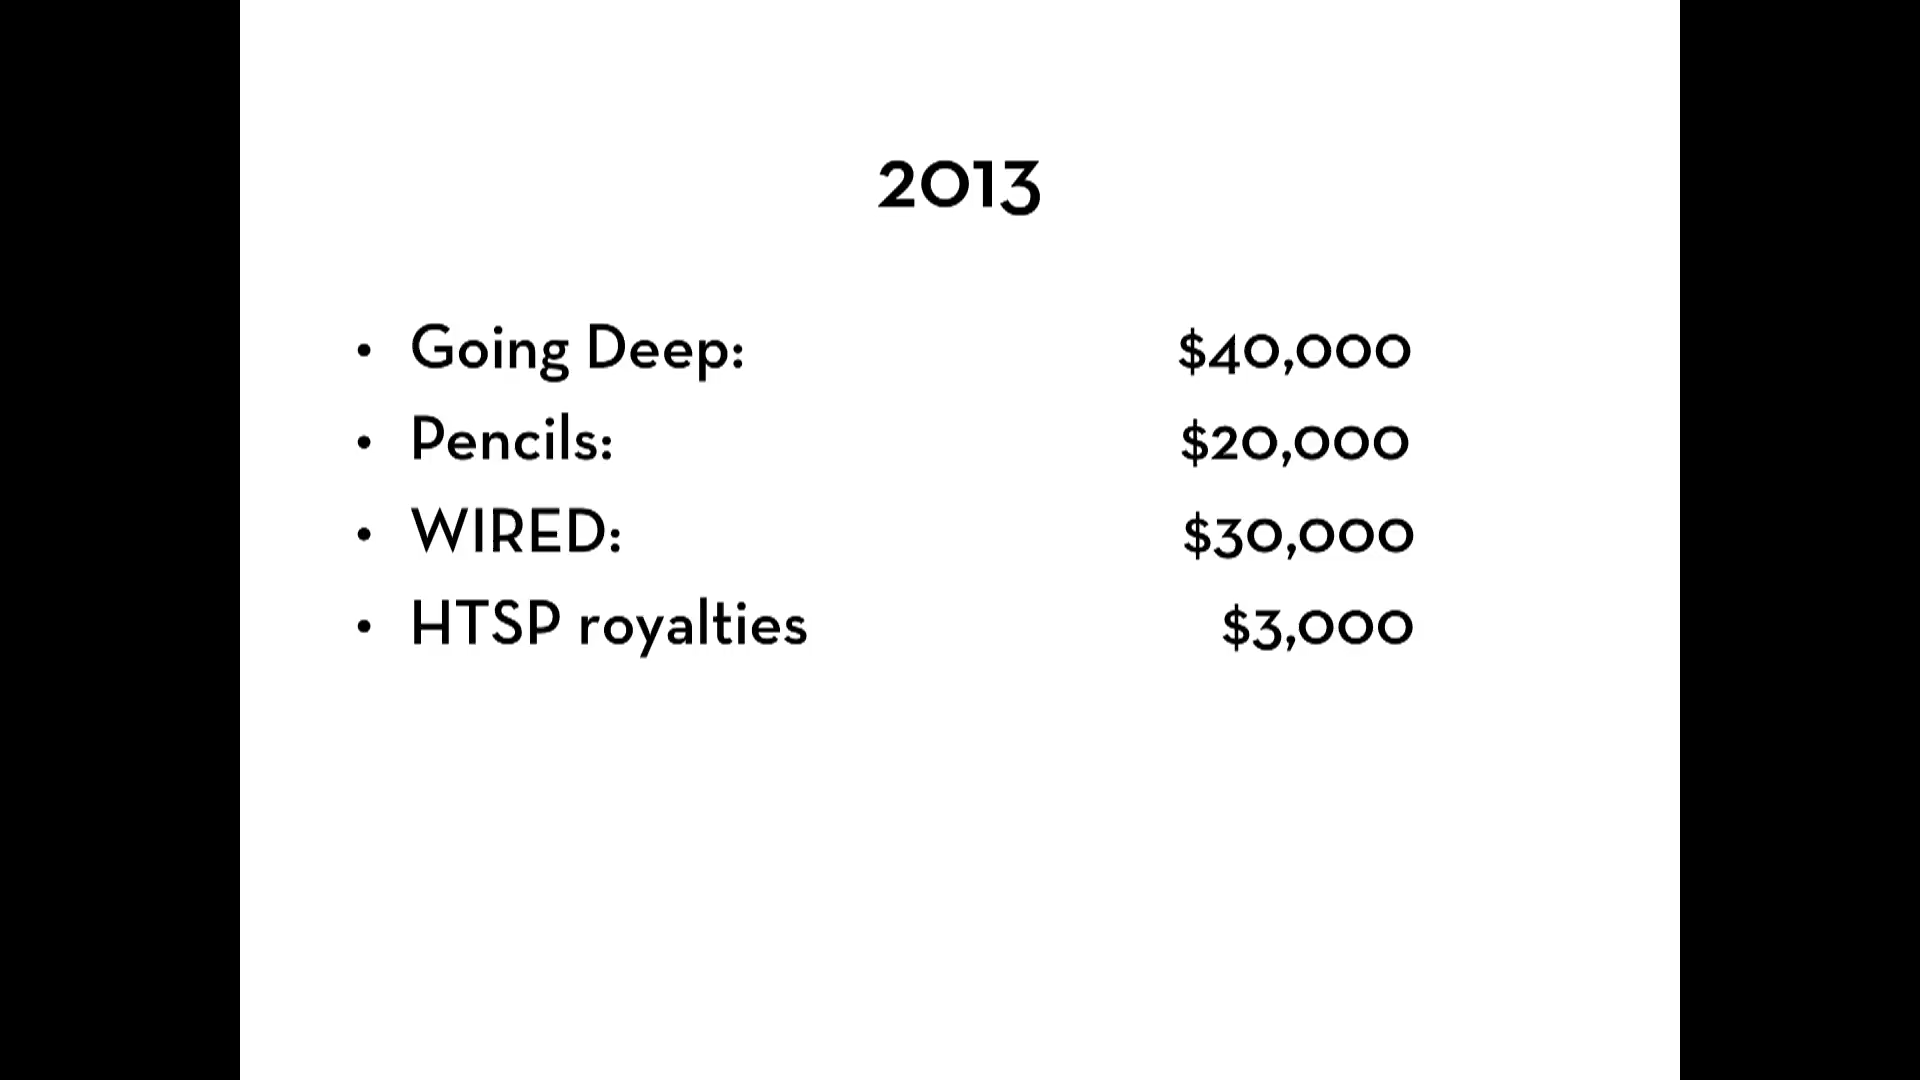 2013
• Going Deep: $40,000
• Pencils: $20,000
• WIRED: $30,000
• HTSP royalties $3,000